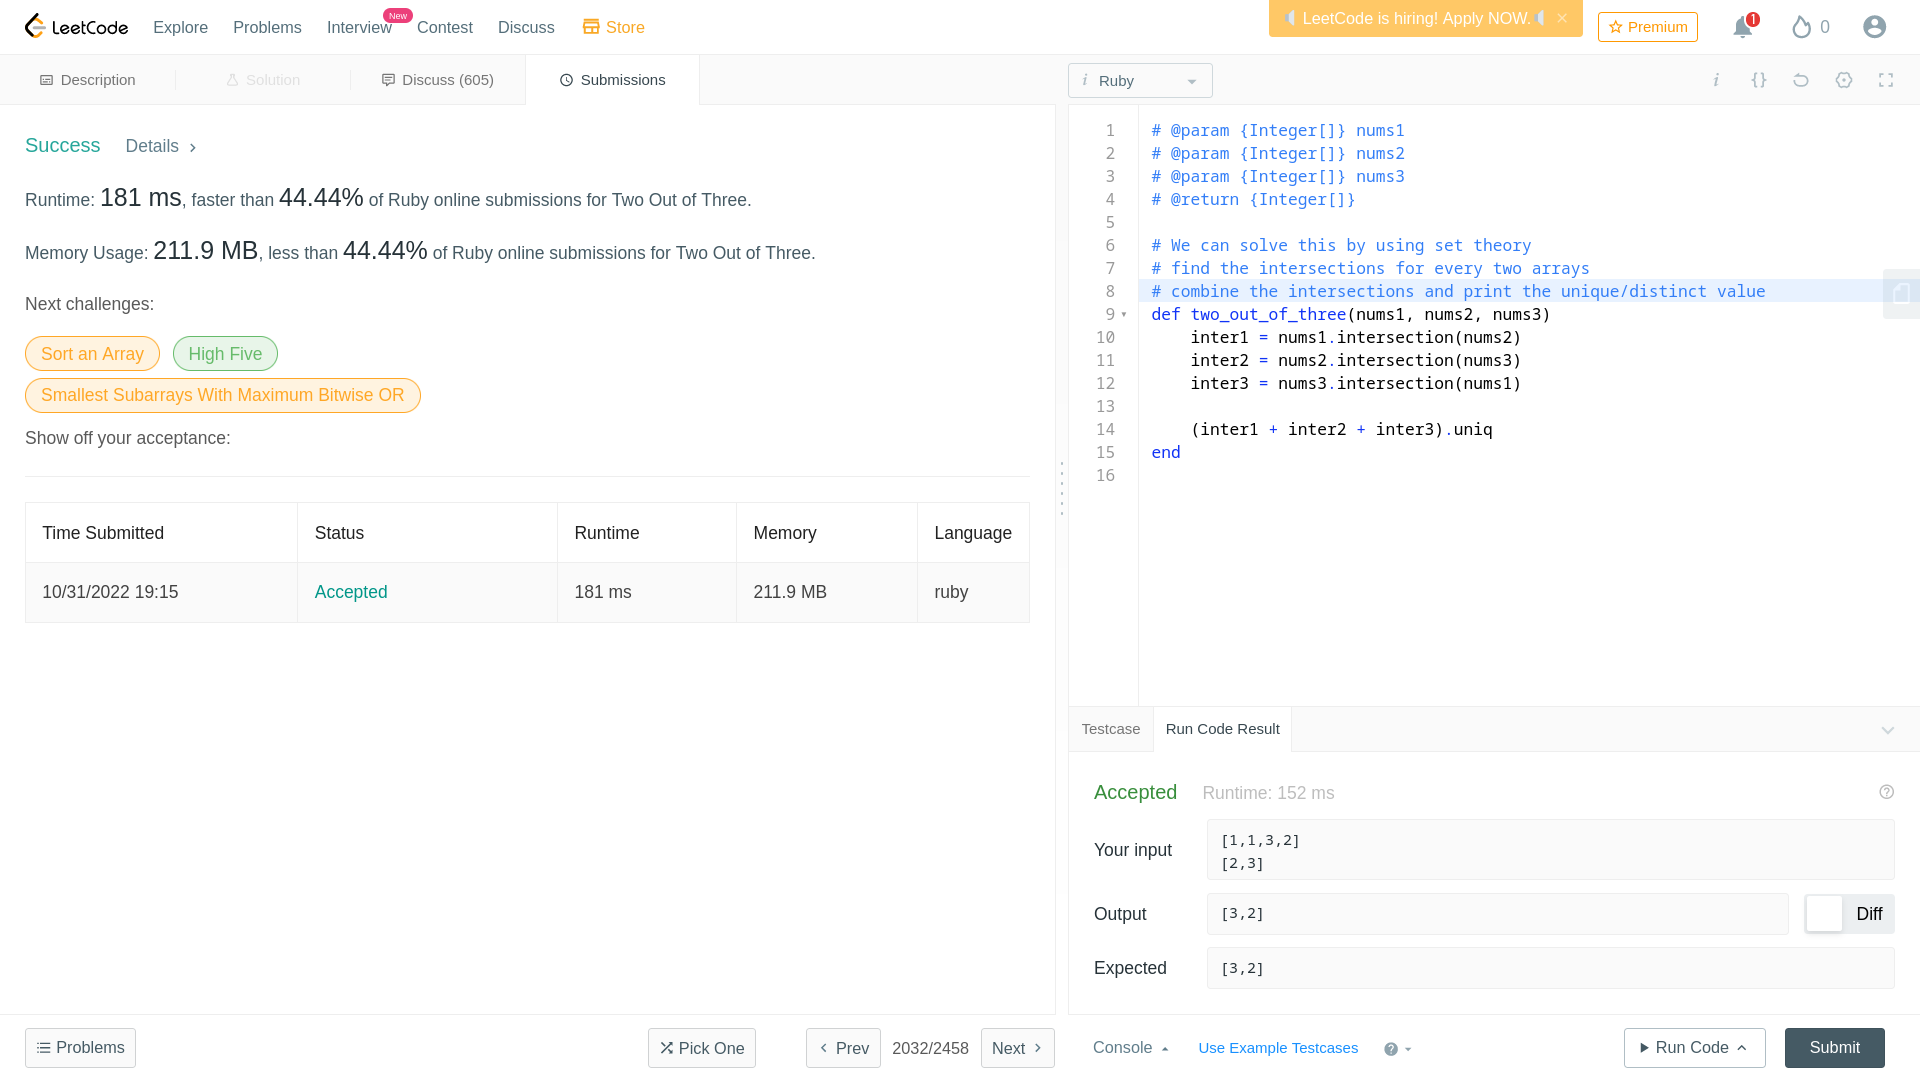 LeetCode Explore Problems Interview New Contest Discuss Store LeetCode is hiring! Apply NOW. Premium 1 0
Description Solution Discuss (605) Submissions
Success Details
Runtime: 181 ms, faster than 44.44% of Ruby online submissions for Two Out of Three.
Memory Usage: 211.9 MB, less than 44.44% of Ruby online submissions for Two Out of Three.
Next challenges:
Sort an Array High Five
Smallest Subarrays With Maximum Bitwise OR
Show off your acceptance:
Time Submitted Status Runtime Memory Language
10/31/2022 19:15 Accepted 181 ms 211.9 MB ruby
Problems Pick One Prev 2032/2458 Next
i Ruby i {}
1 # @param {Integer[]} nums1
2 # @param {Integer[]} nums2
3 # @param {Integer[]} nums3
4 # @return {Integer[]}
5
6 # We can solve this by using set theory
7 # find the intersections for every two arrays
8 # combine the intersections and print the unique/distinct value
9 def two_out_of_three(nums1, nums2, nums3)
10 inter1 = nums1.intersection(nums2)
11 inter2 = nums2.intersection(nums3)
12 inter3 = nums3.intersection(nums1)
13
14 (inter1 + inter2 + inter3).uniq
15 end
16
Testcase Run Code Result
Accepted Runtime: 152 ms
Your input
[1,1,3,2]
[2,3]
Output [3,2] Diff
Expected [3,2]
Console Use Example Testcases Run Code Submit